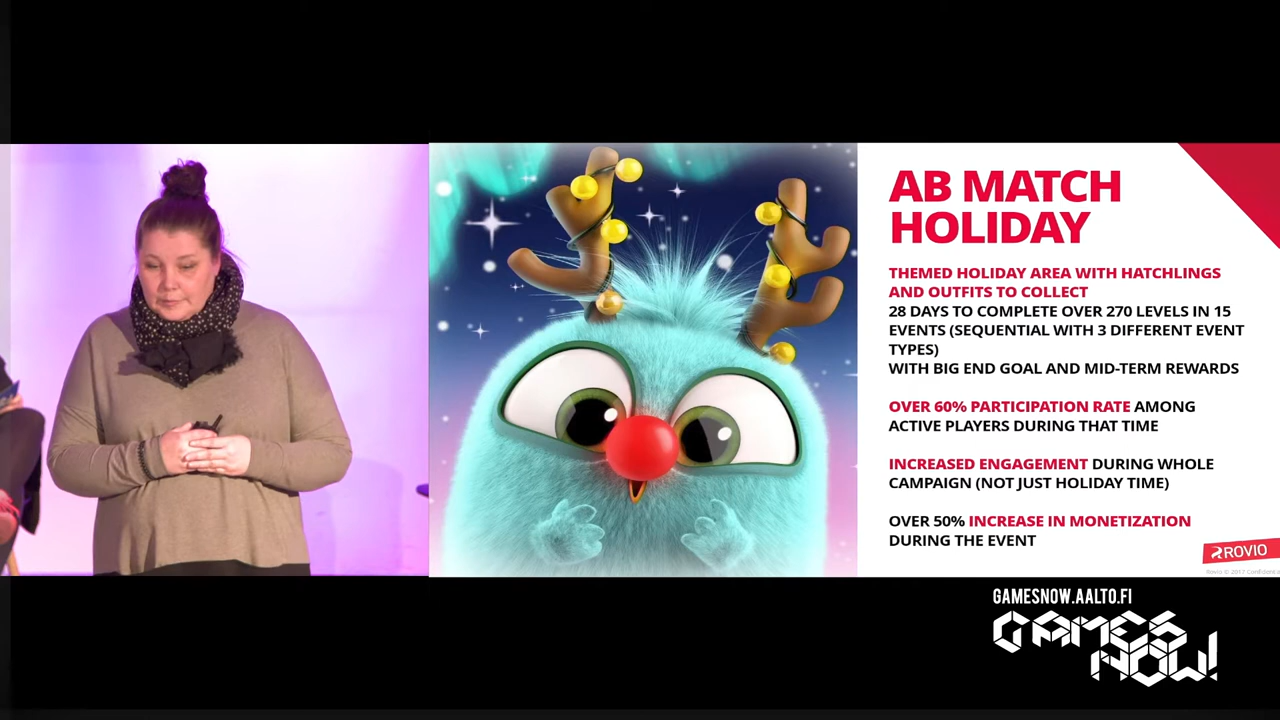 AB MATCH
HOLIDAY
THEMED HOLIDAY AREA WITH HATCHLINGS
AND OUTFITS TO COLLECT
28 DAYS TO COMPLETE OVER 270 LEVELS IN 15
EVENTS (SEQUENTIAL WITH 3 DIFFERENT EVENT
TYPES)
WITH BIG END GOAL AND MID-TERM REWARDS
OVER 60% PARTICIPATION RATE AMONG
ACTIVE PLAYERS DURING THAT TIME
INCREASED ENGAGEMENT DURING WHOLE
CAMPAIGN (NOT JUST HOLIDAY TIME)
OVER 50% INCREASE IN MONETIZATION
DURING THE EVENT
ROVIO
Rovio © 2017 Confidentia
GAMESNOW.AALTO.FI
GAMES
NOW!